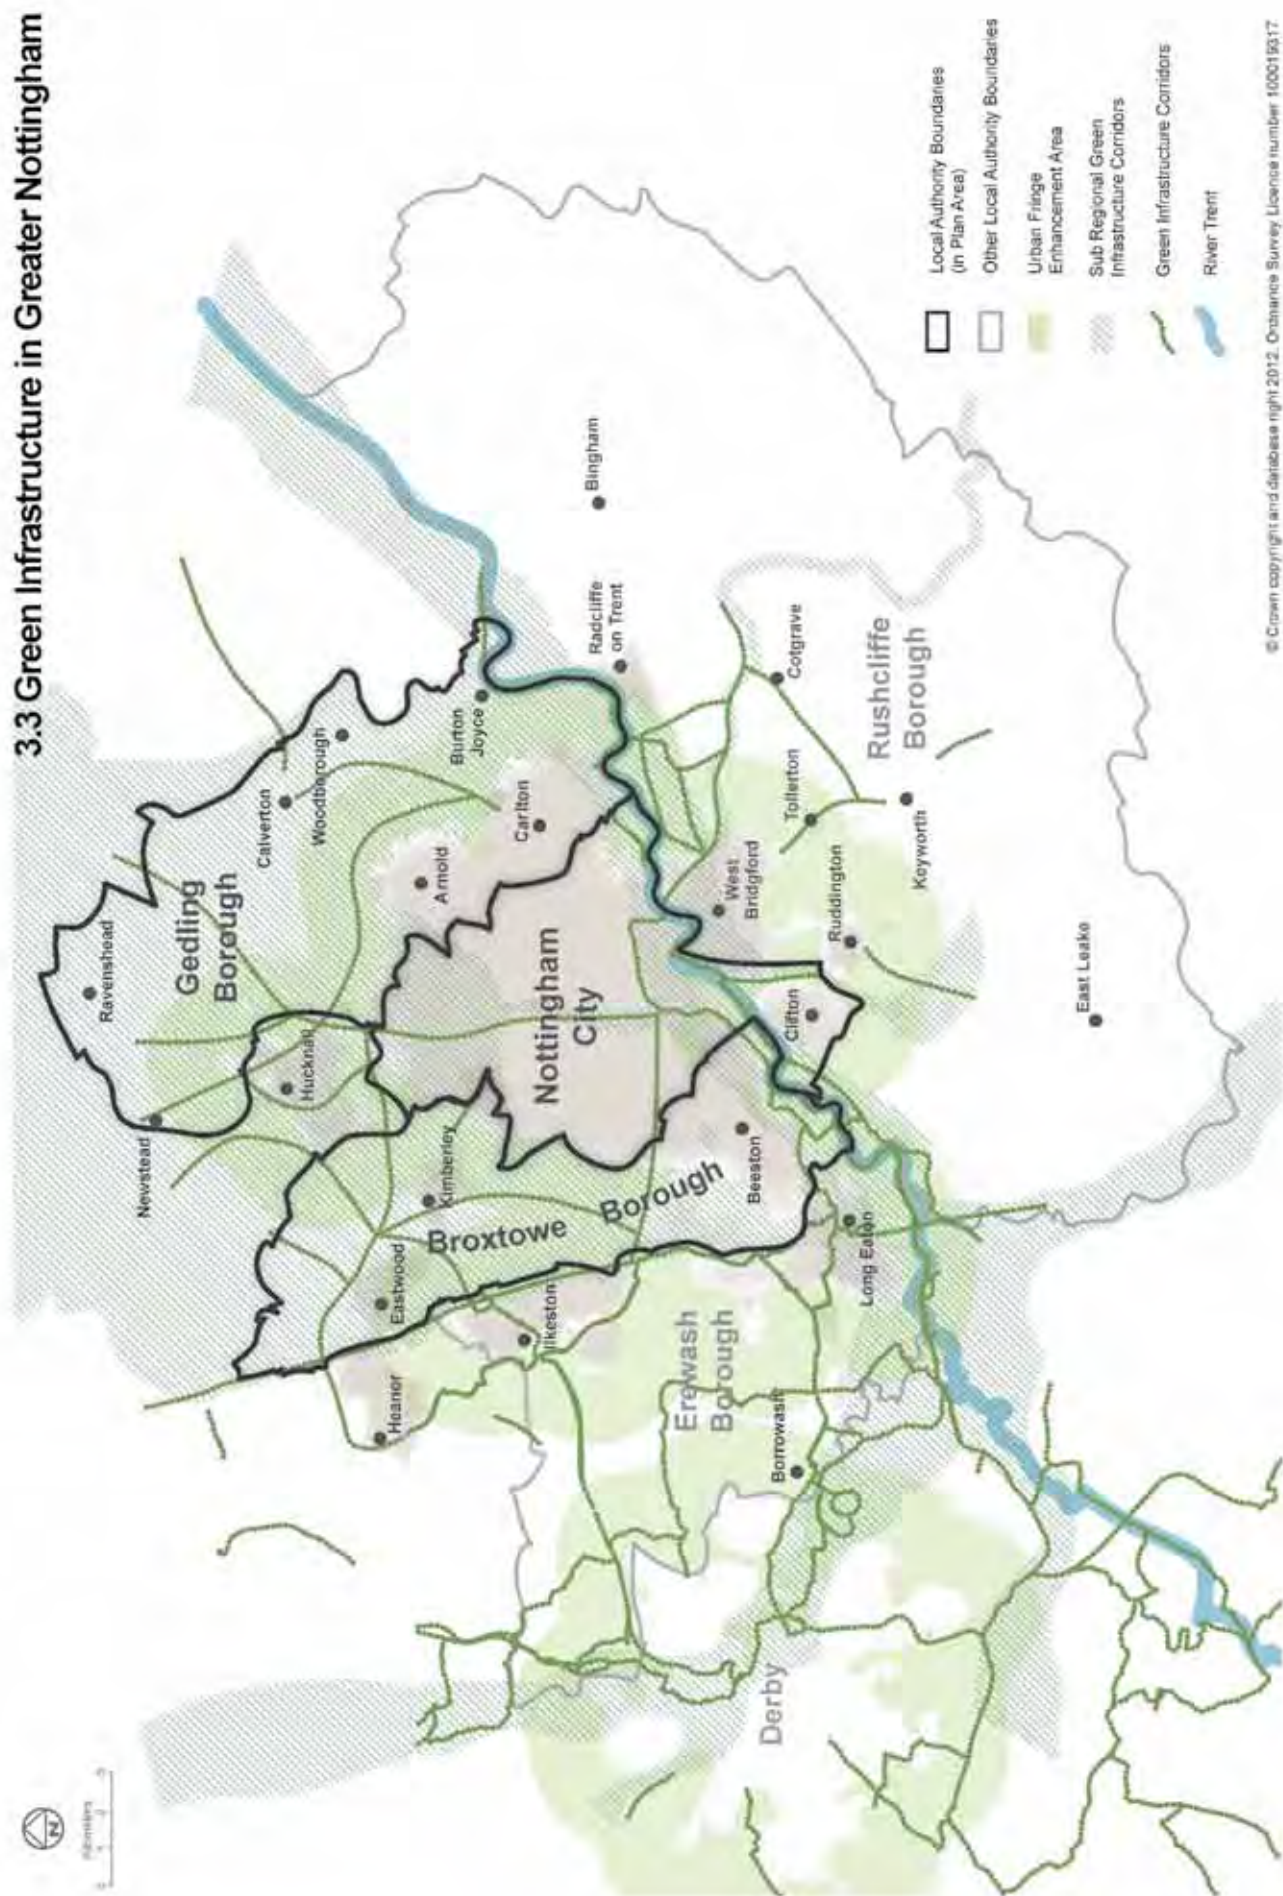 3.3 Green Infrastructure in Greater Nottingham
N
Kilometers
Ravenshead
Newstead
Gedling
Borough
Calverton
Woodborough
Hucknall
Burton
Joyce
Arnold
Carlton
Eastwood
Kimberley
Heanor
Nottingham
City
Radcliffe
on Trent
Bingham
Ilkeston
Broxtowe Borough
Beeston
West
Bridgford
Cotgrave
Tollerton
Clifton
Ruddington
Rushcliffe
Borough
Keyworth
Erewash
Borough
Borrowash
Long Eaton
Derby
East Leake
Local Authority Boundaries
(in Plan Area)
Other Local Authority Boundaries
Urban Fringe
Enhancement Area
Sub Regional Green
Infrastructure Corridors
Green Infrastructure Corridors
River Trent
© Crown copyright and database right 2012. Ordnance Survey Licence number 100019317